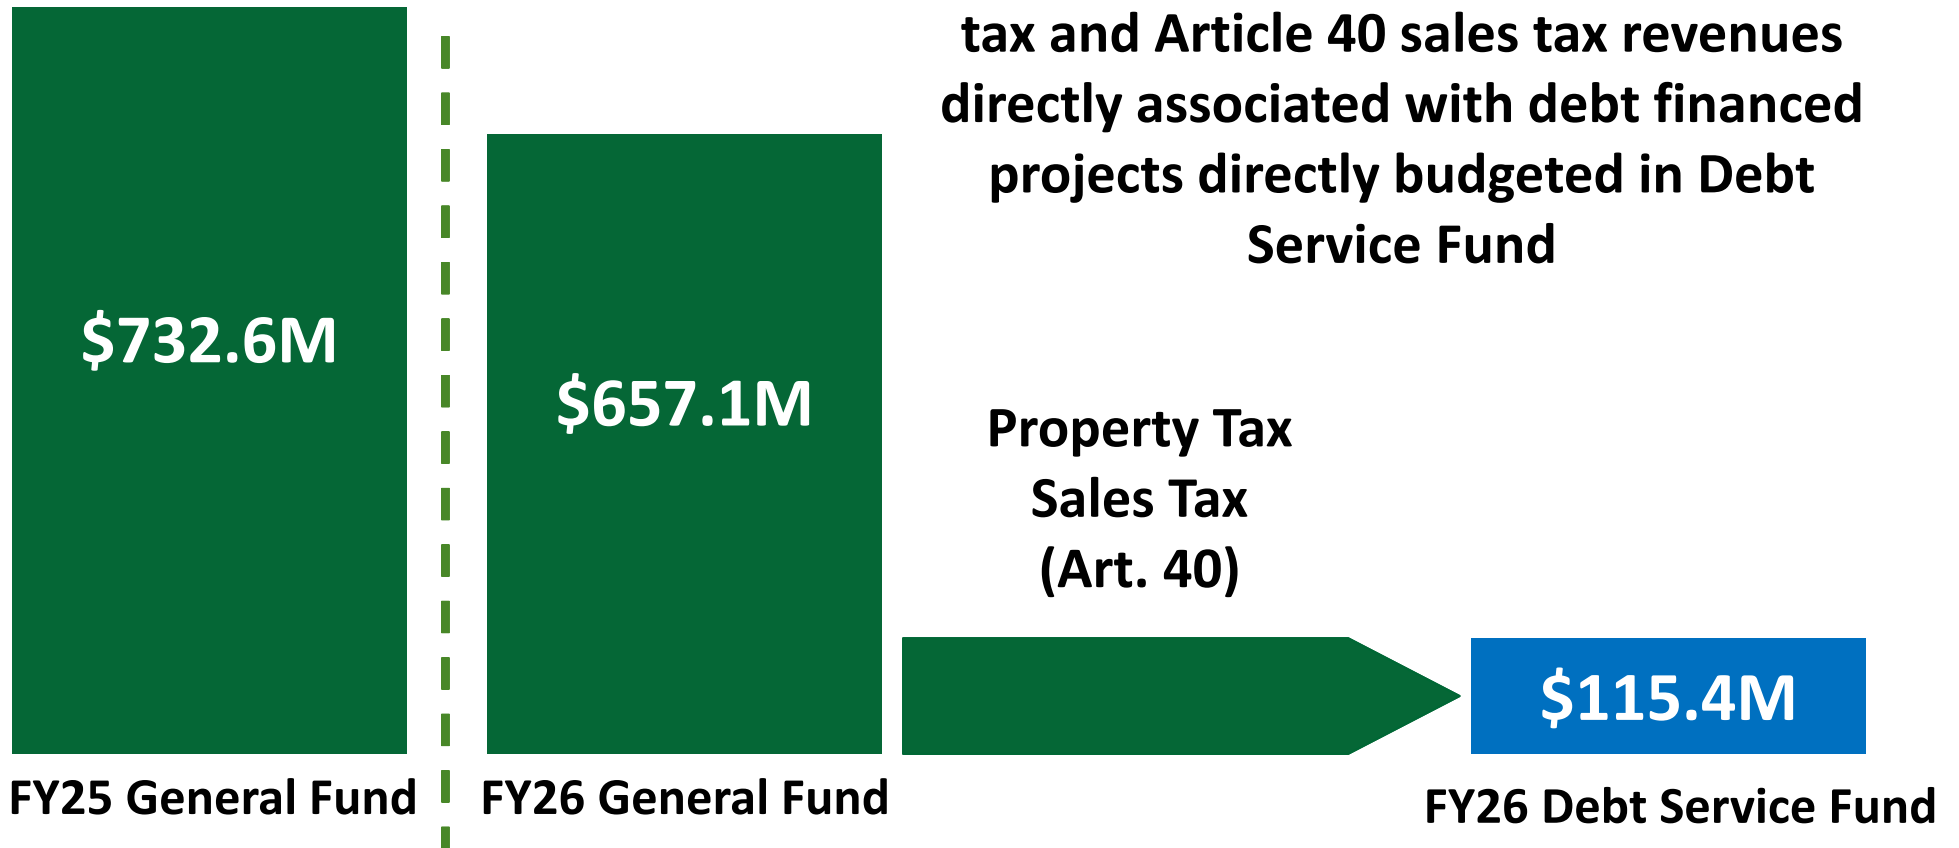 tax and Article 40 sales tax revenues
directly associated with debt financed
projects directly budgeted in Debt
Service Fund
$732.6M
$657.1M
Property Tax
Sales Tax
(Art. 40)
$115.4M
FY25 General Fund
FY26 General Fund
FY26 Debt Service Fund